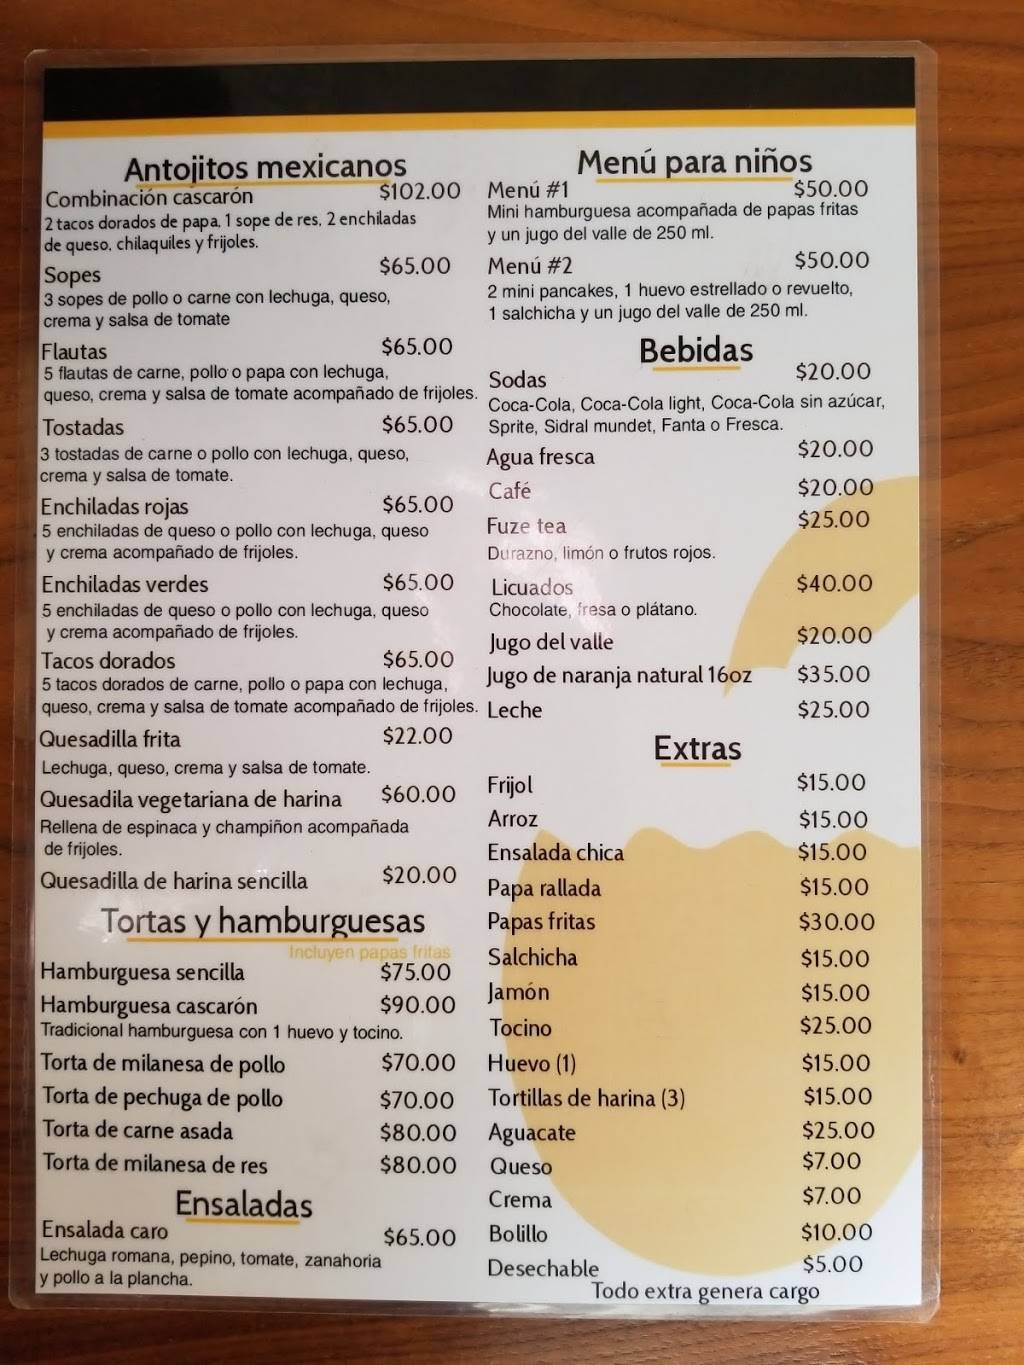 Antojitos mexicanos
Combinación cascarón $102.00
2 tacos dorados de papa, 1 sope de res, 2 enchiladas
de queso, chilaquiles y frijoles.
Sopes $65.00
3 sopes de pollo o carne con lechuga, queso,
crema y salsa de tomate
Flautas $65.00
5 flautas de carne, pollo o papa con lechuga,
queso, crema y salsa de tomate acompañado de frijoles.
Tostadas $65.00
3 tostadas de carne o pollo con lechuga, queso,
crema y salsa de tomate.
Enchiladas rojas $65.00
5 enchiladas de queso o pollo con lechuga, queso
y crema acompañado de frijoles.
Enchiladas verdes $65.00
5 enchiladas de queso o pollo con lechuga, queso
y crema acompañado de frijoles.
Tacos dorados $65.00
5 tacos dorados de carne, pollo o papa con lechuga,
queso, crema y salsa de tomate acompañado de frijoles.
Quesadilla frita $22.00
Lechuga, queso, crema y salsa de tomate.
Quesadila vegetariana de harina $60.00
Rellena de espinaca y champiñon acompañada
de frijoles.
Quesadilla de harina sencilla $20.00
Tortas y hamburguesas
Incluyen papas fritas
Hamburguesa sencilla $75.00
Hamburguesa cascarón $90.00
Tradicional hamburguesa con 1 huevo y tocino.
Torta de milanesa de pollo $70.00
Torta de pechuga de pollo $70.00
Torta de carne asada $80.00
Torta de milanesa de res $80.00
Ensaladas
Ensalada caro $65.00
Lechuga romana, pepino, tomate, zanahoria
y pollo a la plancha.
Menú para niños
Menú #1 $50.00
Mini hamburguesa acompañada de papas fritas
y un jugo del valle de 250 ml.
Menú #2 $50.00
2 mini pancakes, 1 huevo estrellado o revuelto,
1 salchicha y un jugo del valle de 250 ml.
Bebidas
Sodas $20.00
Coca-Cola, Coca-Cola light, Coca-Cola sin azúcar,
Sprite, Sidral mundet, Fanta o Fresca.
Agua fresca $20.00
Café $20.00
Fuze tea $25.00
Durazno, limón o frutos rojos.
Licuados $40.00
Chocolate, fresa o plátano.
Jugo del valle $20.00
Jugo de naranja natural 16oz $35.00
Leche $25.00
Extras
Frijol $15.00
Arroz $15.00
Ensalada chica $15.00
Papa rallada $15.00
Papas fritas $30.00
Salchicha $15.00
Jamón $15.00
Tocino $25.00
Huevo (1) $15.00
Tortillas de harina (3) $15.00
Aguacate $25.00
Queso $7.00
Crema $7.00
Bolillo $10.00
Desechable $5.00
Todo extra genera cargo